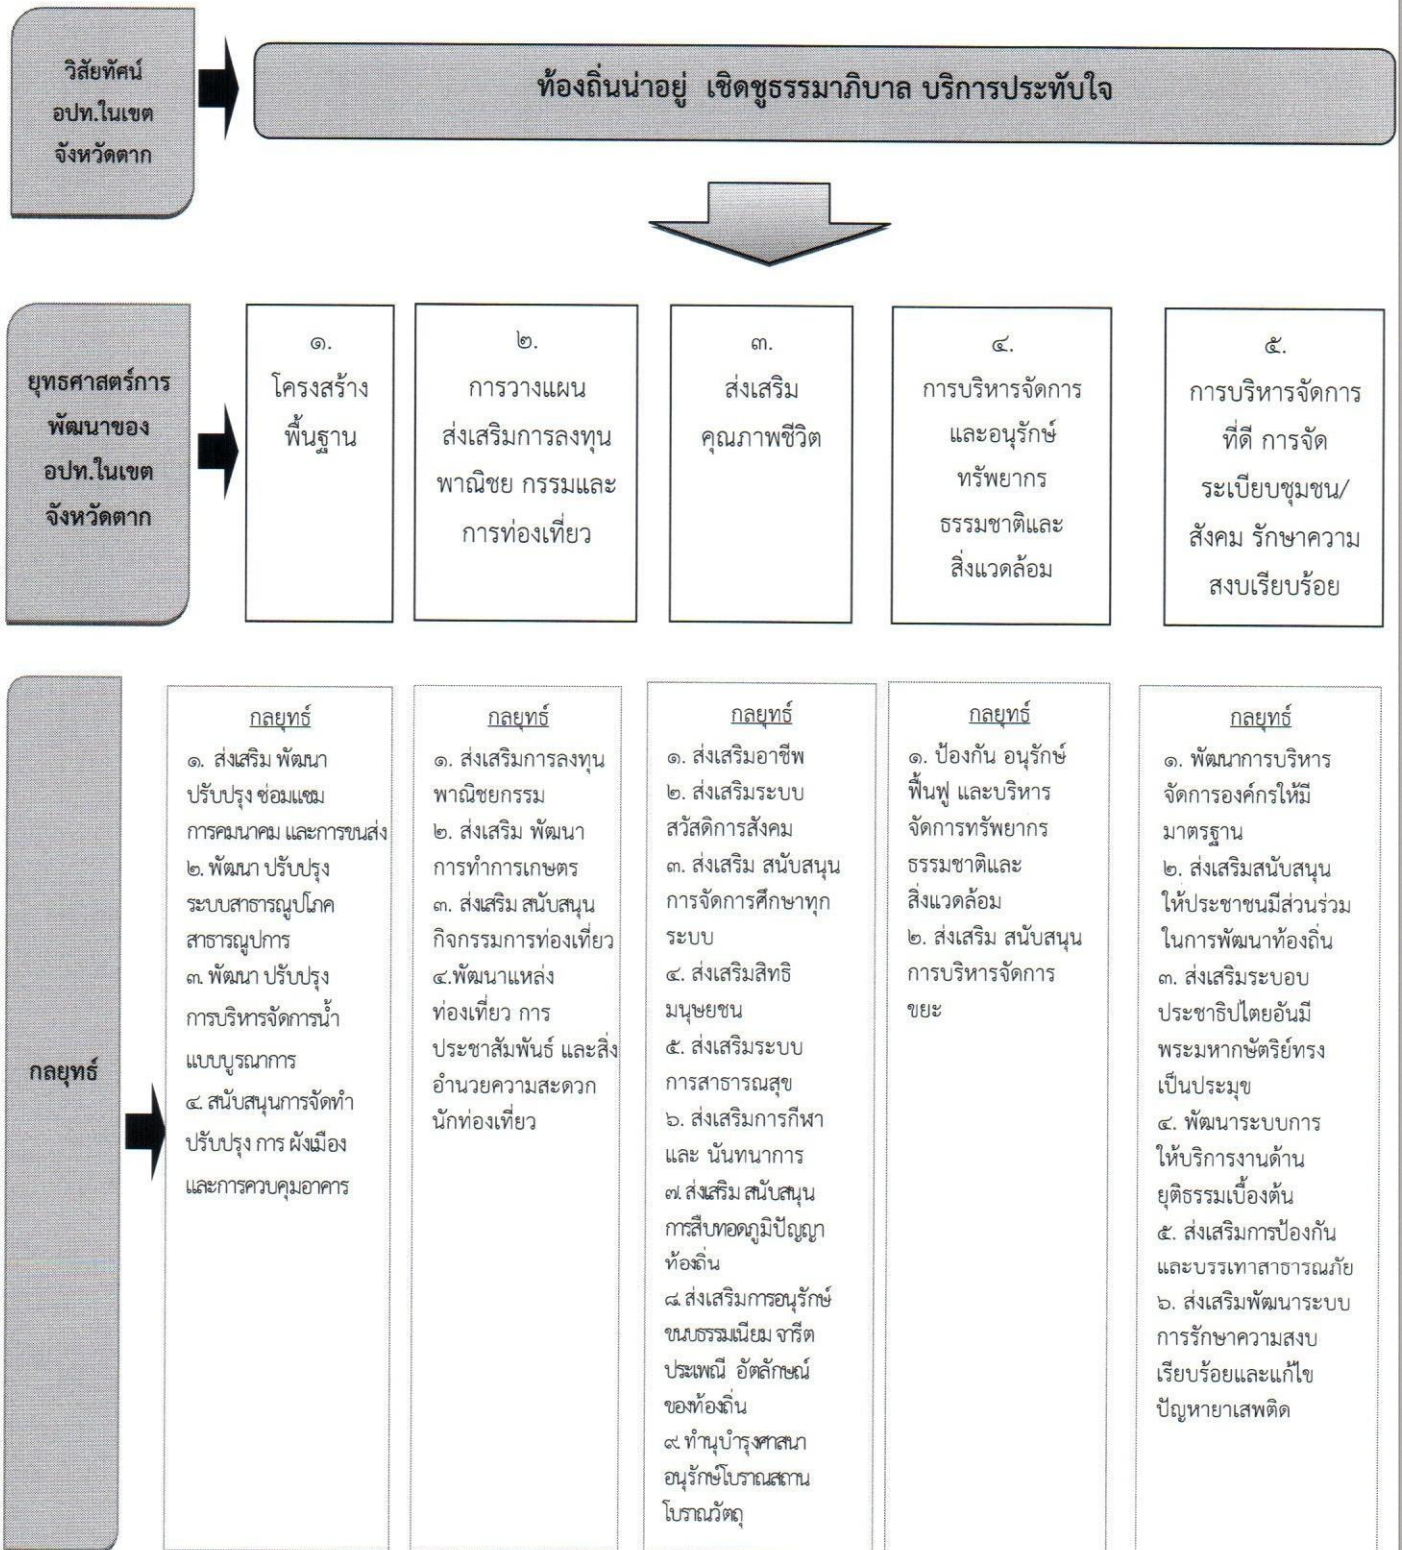 วิสัยทัศน์
อปท.ในเขต
จังหวัดตาก
ท้องถิ่นน่าอยู่ เชิดชูธรรมาภิบาล บริการประทับใจ
ยุทธศาสตร์การ
พัฒนาของ
อปท.ในเขต
จังหวัดตาก
๑.
โครงสร้าง
พื้นฐาน
๒.
การวางแผน
ส่งเสริมการลงทุน
พาณิชย กรรมและ
การท่องเที่ยว
๓.
ส่งเสริม
คุณภาพชีวิต
๔.
การบริหารจัดการ
และอนุรักษ์
ทรัพยากร
ธรรมชาติและ
สิ่งแวดล้อม
๕.
การบริหารจัดการ
ที่ดี การจัด
ระเบียบชุมชน/
สังคม รักษาความ
สงบเรียบร้อย
กลยุทธ์
กลยุทธ์
๑. ส่งเสริม พัฒนา
ปรับปรุง ซ่อมแซม
การคมนาคม และการขนส่ง
๒. พัฒนา ปรับปรุง
ระบบสาธารณูปโภค
สาธารณูปการ
๓. พัฒนา ปรับปรุง
การบริหารจัดการน้ำ
แบบบูรณาการ
๔. สนับสนุนการจัดทำ
ปรับปรุง การ ผังเมือง
และการควบคุมอาคาร
กลยุทธ์
๑. ส่งเสริมการลงทุน
พาณิชยกรรม
๒. ส่งเสริม พัฒนา
การทำการเกษตร
๓. ส่งเสริม สนับสนุน
กิจกรรมการท่องเที่ยว
๔.พัฒนาแหล่ง
ท่องเที่ยว การ
ประชาสัมพันธ์ และสิ่ง
อำนวยความสะดวก
นักท่องเที่ยว
กลยุทธ์
๑. ส่งเสริมอาชีพ
๒. ส่งเสริมระบบ
สวัสดิการสังคม
๓. ส่งเสริม สนับสนุน
การจัดการศึกษาทุก
ระบบ
๔. ส่งเสริมสิทธิ
มนุษยชน
๕. ส่งเสริมระบบ
การสาธารณสุข
๖. ส่งเสริมการกีฬา
และ นันทนาการ
๗. ส่งเสริม สนับสนุน
การสืบทอดภูมิปัญญา
ท้องถิ่น
๘. ส่งเสริมการอนุรักษ์
ขนบธรรมเนียม จารีต
ประเพณี อัตลักษณ์
ของท้องถิ่น
๙. ทำนุบำรุงศาสนา
อนุรักษ์โบราณสถาน
โบราณวัตถุ
กลยุทธ์
๑. ป้องกัน อนุรักษ์
ฟื้นฟู และบริหาร
จัดการทรัพยากร
ธรรมชาติและ
สิ่งแวดล้อม
๒. ส่งเสริม สนับสนุน
การบริหารจัดการ
ขยะ
กลยุทธ์
๑. พัฒนาการบริหาร
จัดการองค์กรให้มี
มาตรฐาน
๒. ส่งเสริมสนับสนุน
ให้ประชาชนมีส่วนร่วม
ในการพัฒนาท้องถิ่น
๓. ส่งเสริมระบอบ
ประชาธิปไตยอันมี
พระมหากษัตริย์ทรง
เป็นประมุข
๔. พัฒนาระบบการ
ให้บริการงานด้าน
ยุติธรรมเบื้องต้น
๕. ส่งเสริมการป้องกัน
และบรรเทาสาธารณภัย
๖. ส่งเสริมพัฒนาระบบ
การรักษาความสงบ
เรียบร้อยและแก้ไข
ปัญหายาเสพติด